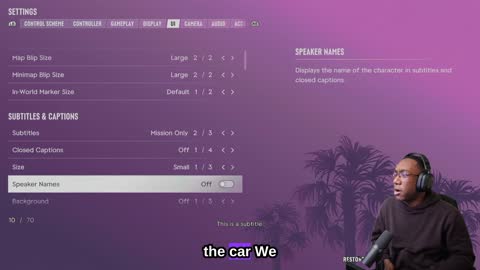 SETTINGS
CONTROL SCHEME CONTROLLER GAMEPLAY DISPLAY UI CAMERA AUDIO
Map Blip Size Large 2 / 2
Minimap Blip Size Large 2 / 2
In-World Marker Size Default 1 / 2
SUBTITLES & CAPTIONS
Subtitles Mission Only 2 / 3
Closed Captions Off 1 / 4
Size Small 1 / 3
Speaker Names Off
Background Off
10 / 70
SPEAKER NAMES
Displays the name of the character in subtitles and
closed captions.
This is a subtitle
the car We